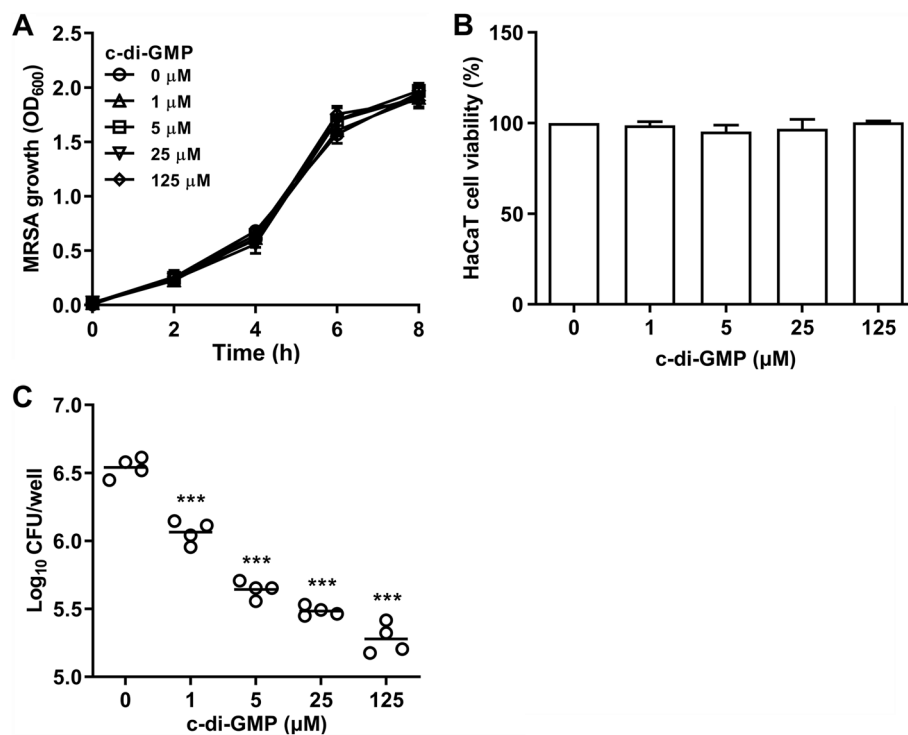 A
c-di-GMP
0 μM
1 μM
5 μM
25 μM
125 μM
MRSA growth (OD600)
2.5
2.0
1.5
1.0
0.5
0.0
0 2 4 6 8
Time (h)
B
HaCaT cell viability (%)
150
100
50
0
0 1 5 25 125
c-di-GMP (μM)
C
Log10 CFU/well
7.0
6.5
6.0
5.5
5.0
***
***
***
***
0 1 5 25 125
c-di-GMP (μM)